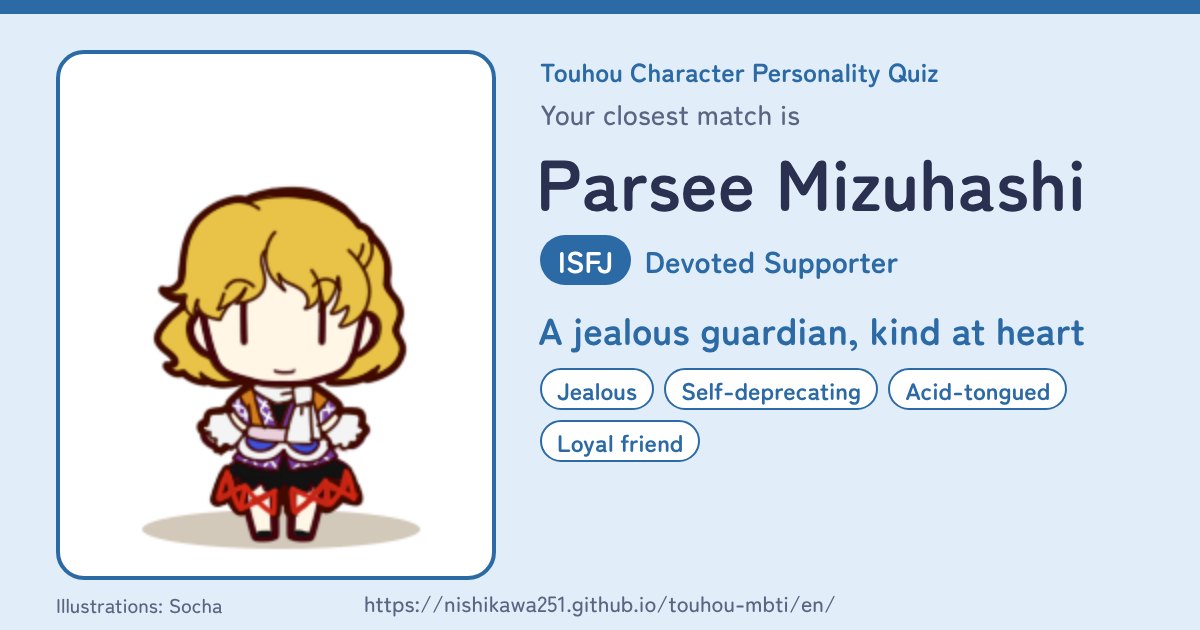 Touhou Character Personality Quiz
Your closest match is
Parsee Mizuhashi
ISFJ Devoted Supporter
A jealous guardian, kind at heart
Jealous Self-deprecating Acid-tongued
Loyal friend
Illustrations: Socha https://nishikawa251.github.io/touhou-mbti/en/